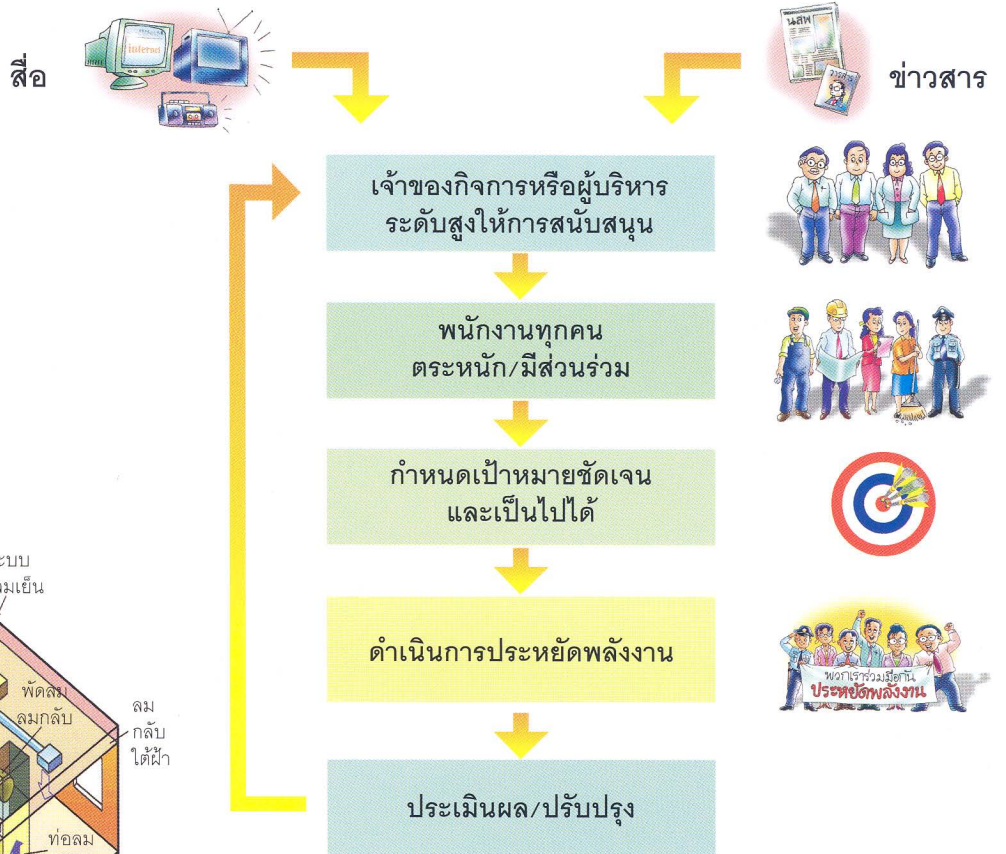 สื่อ
internet
นสพ
วารสาร
ข่าวสาร
เจ้าของกิจการหรือผู้บริหาร
ระดับสูงให้การสนับสนุน
พนักงานทุกคน
ตระหนัก/มีส่วนร่วม
กำหนดเป้าหมายชัดเจน
และเป็นไปได้
ดำเนินการประหยัดพลังงาน
พวกเราร่วมมือกัน
ประหยัดพลังงาน
ประเมินผล/ปรับปรุง
พัดลม
ลมกลับ
ลม
กลับ
ใต้ฝ้า
ท่อลม